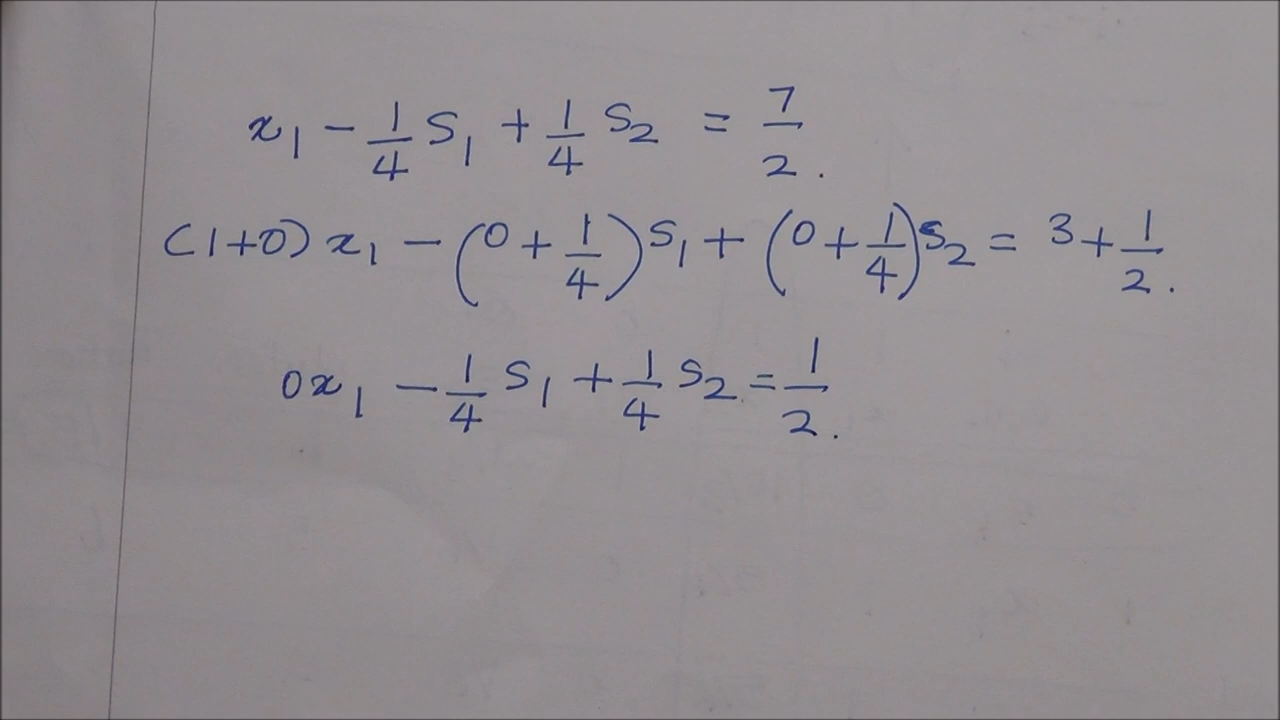 x₁ − 1/4 S₁ + 1/4 S₂ = 7/2.
(1+0) x₁ − (0 + 1/4) S₁ + (0 + 1/4) S₂ = 3 + 1/2.
0x₁ − 1/4 S₁ + 1/4 S₂ = 1/2.